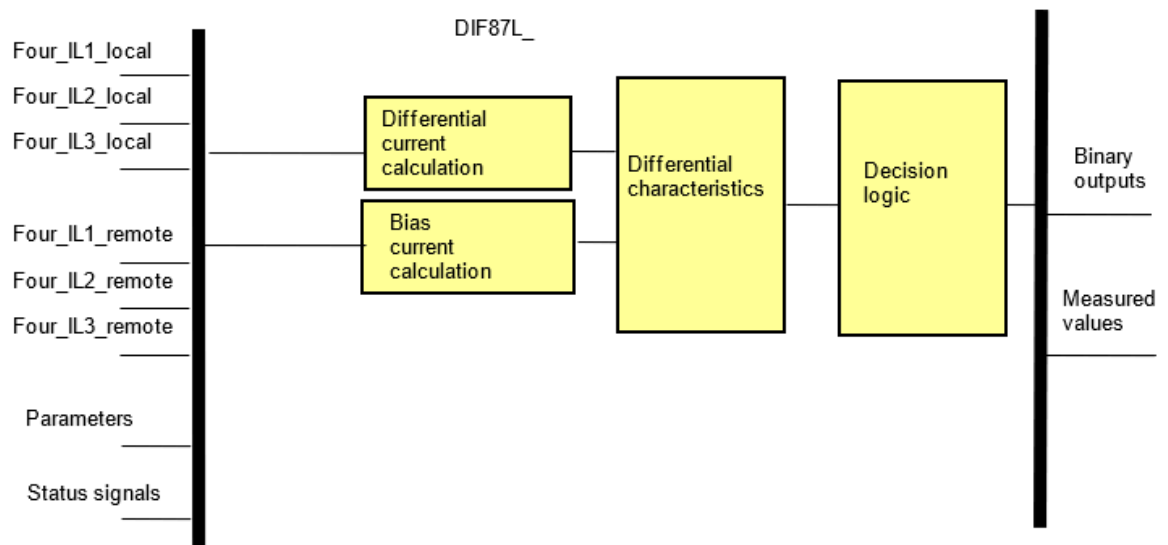 DIF87L_
Four_IL1_local
Four_IL2_local
Four_IL3_local
Four_IL1_remote
Four_IL2_remote
Four_IL3_remote
Parameters
Status signals
Differential
current
calculation
Bias
current
calculation
Differential
characteristics
Decision
logic
Binary
outputs
Measured
values